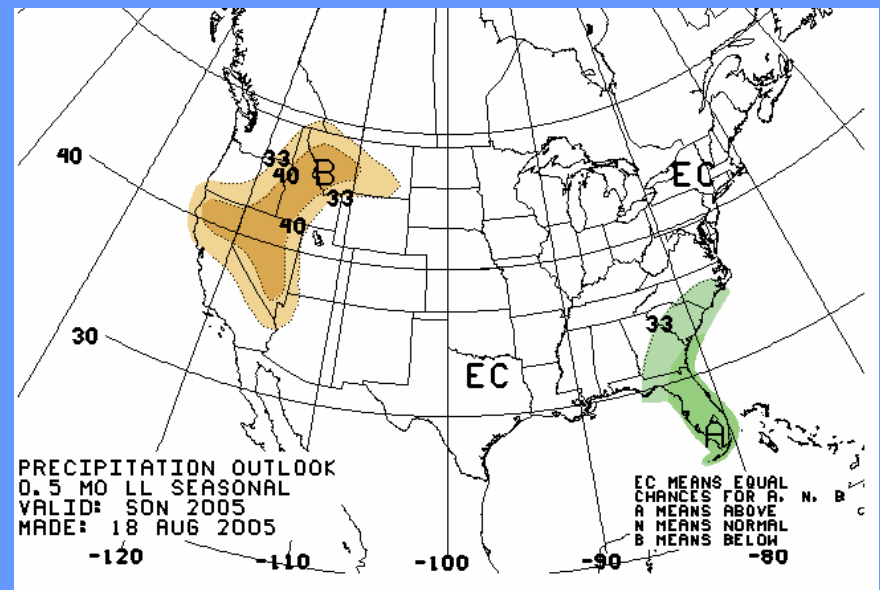 40
33
40
B
33
EC
40
33
30
EC
A
PRECIPITATION OUTLOOK
0.5 MO LL SEASONAL
VALID: SON 2005
MADE: 18 AUG 2005
EC MEANS EQUAL
CHANCES FOR A, N, B
A MEANS ABOVE
N MEANS NORMAL
B MEANS BELOW
C
-120
-110
-100
-90
-80